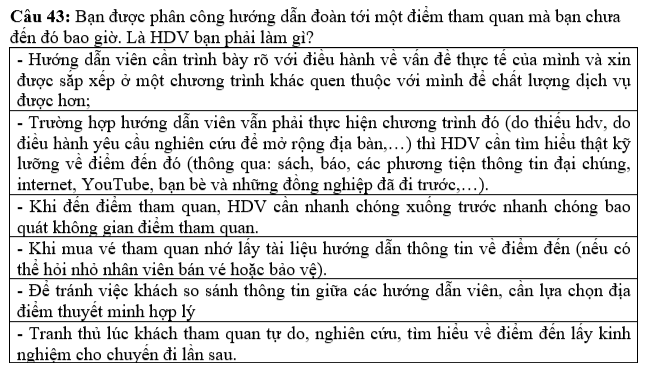 Câu 43: Bạn được phân công hướng dẫn đoàn tới một điểm tham quan mà bạn chưa
đến đó bao giờ. Là HDV bạn phải làm gì?
- Hướng dẫn viên cần trình bày rõ với điều hành về vấn đề thực tế của mình và xin
được sắp xếp ở một chương trình khác quen thuộc với mình để chất lượng dịch vụ
được hơn;
- Trường hợp hướng dẫn viên vẫn phải thực hiện chương trình đó (do thiếu hdv, do
điều hành yêu cầu nghiên cứu để mở rộng địa bàn,...) thì HDV cần tìm hiểu thật kỹ
lưỡng về điểm đến đó (thông qua: sách, báo, các phương tiện thông tin đại chúng,
internet, YouTube, bạn bè và những đồng nghiệp đã đi trước,...).
- Khi đến điểm tham quan, HDV cần nhanh chóng xuống trước nhanh chóng bao
quát không gian điểm tham quan.
- Khi mua vé tham quan nhớ lấy tài liệu hướng dẫn thông tin về điểm đến (nếu có
thể hỏi nhỏ nhân viên bán vé hoặc bảo vệ).
- Để tránh việc khách so sánh thông tin giữa các hướng dẫn viên, cần lựa chọn địa
điểm thuyết minh hợp lý
- Tranh thủ lúc khách tham quan tự do, nghiên cứu, tìm hiểu về điểm đến lấy kinh
nghiệm cho chuyến đi lần sau.